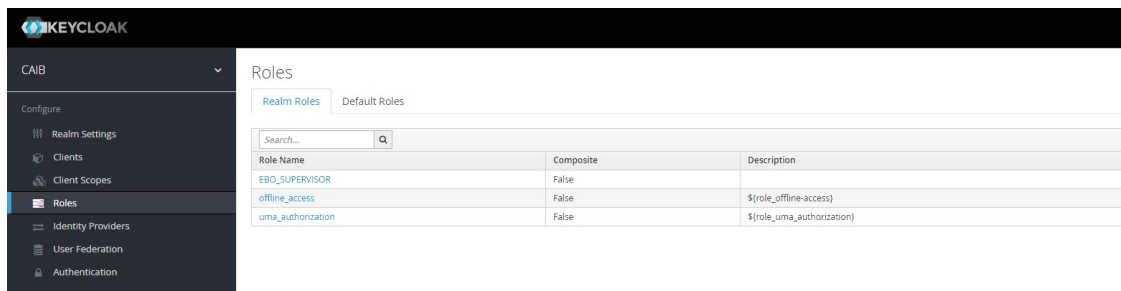 KEYCLOAK
CAIB
Configure
Realm Settings
Clients
Client Scopes
Roles
Identity Providers
User Federation
Authentication
Roles
Realm Roles Default Roles
Search...
Role Name Composite Description
EBO_SUPERVISOR False
offline_access False ${role_offline-access}
uma_authorization False ${role_uma_authorization}